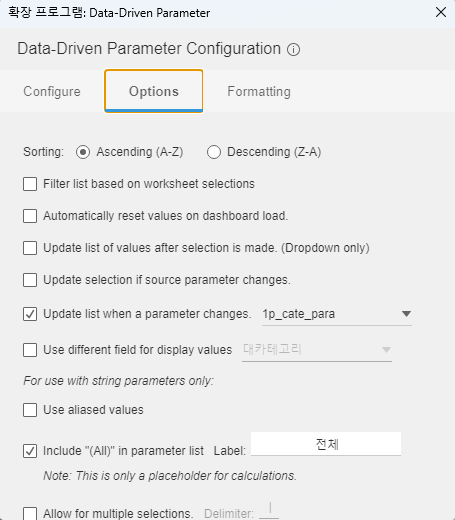 확장 프로그램: Data-Driven Parameter
Data-Driven Parameter Configuration
Configure Options Formatting
Sorting: Ascending (A-Z) Descending (Z-A)
Filter list based on worksheet selections
Automatically reset values on dashboard load.
Update list of values after selection is made. (Dropdown only)
Update selection if source parameter changes.
Update list when a parameter changes. 1p_cate_para
Use different field for display values 대카테고리
For use with string parameters only:
Use aliased values
Include "(All)" in parameter list Label: 전체
Note: This is only a placeholder for calculations.
Allow for multiple selections. Delimiter: |